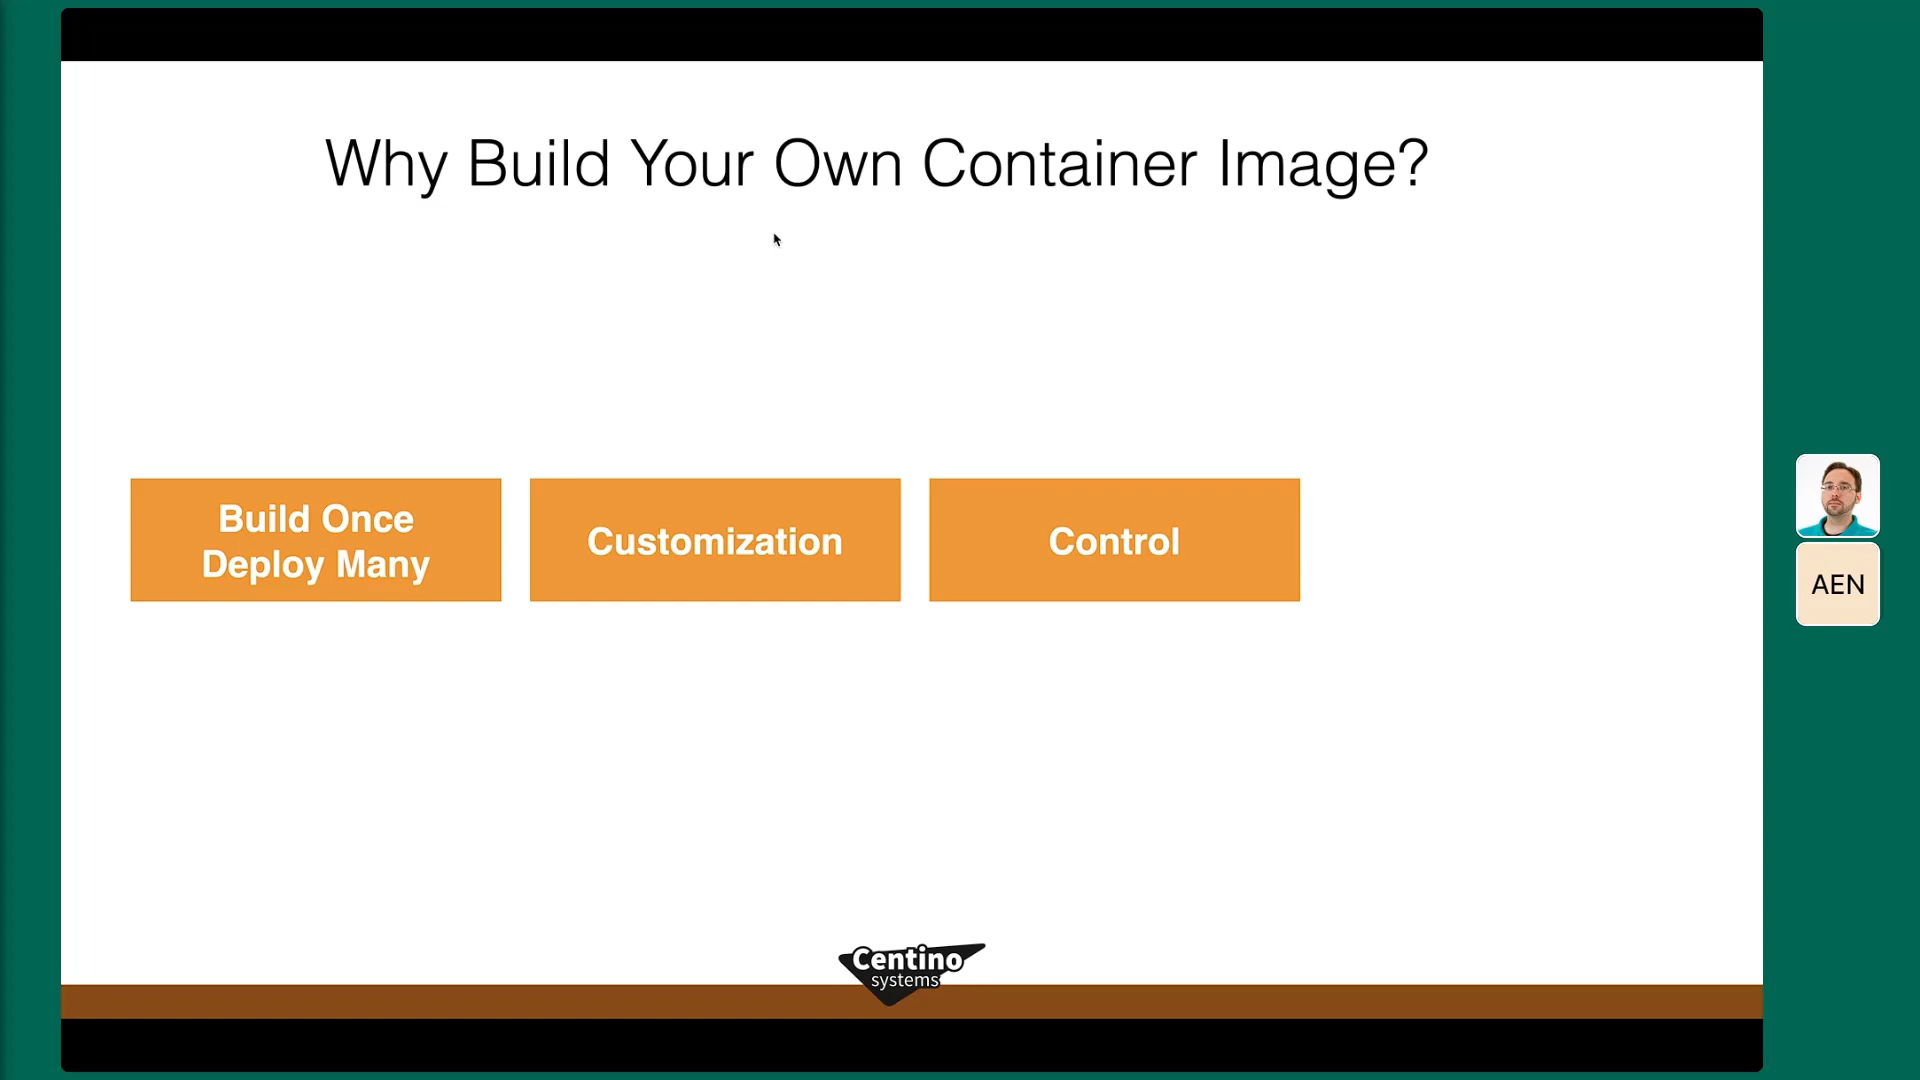 Why Build Your Own Container Image?
Build Once
Deploy Many
Customization
Control
AEN
Centino
systems